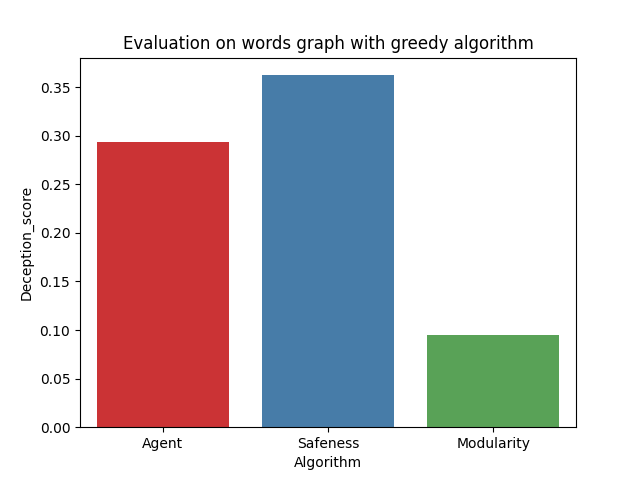 Evaluation on words graph with greedy algorithm
Deception_score
0.35
0.30
0.25
0.20
0.15
0.10
0.05
0.00
Agent
Safeness
Modularity
Algorithm